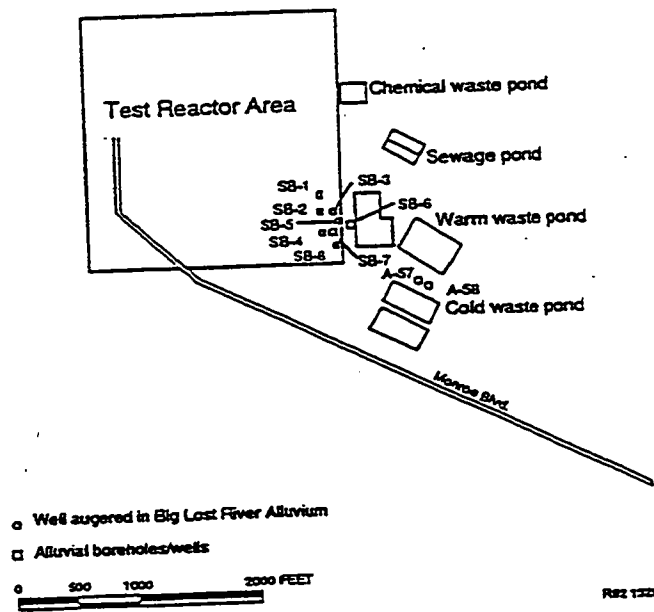 Chemical waste pond
Test Reactor Area
Sewage pond
SB-1
SB-3
SB-2
SB-6
SB-5
Warm waste pond
SB-4
SB-8
SB-7
A-57
A-58
Cold waste pond
Monroe Blvd.
Well augered in Big Lost River Alluvium
Alluvial boreholes/wells
0 500 1000 2000 FEET